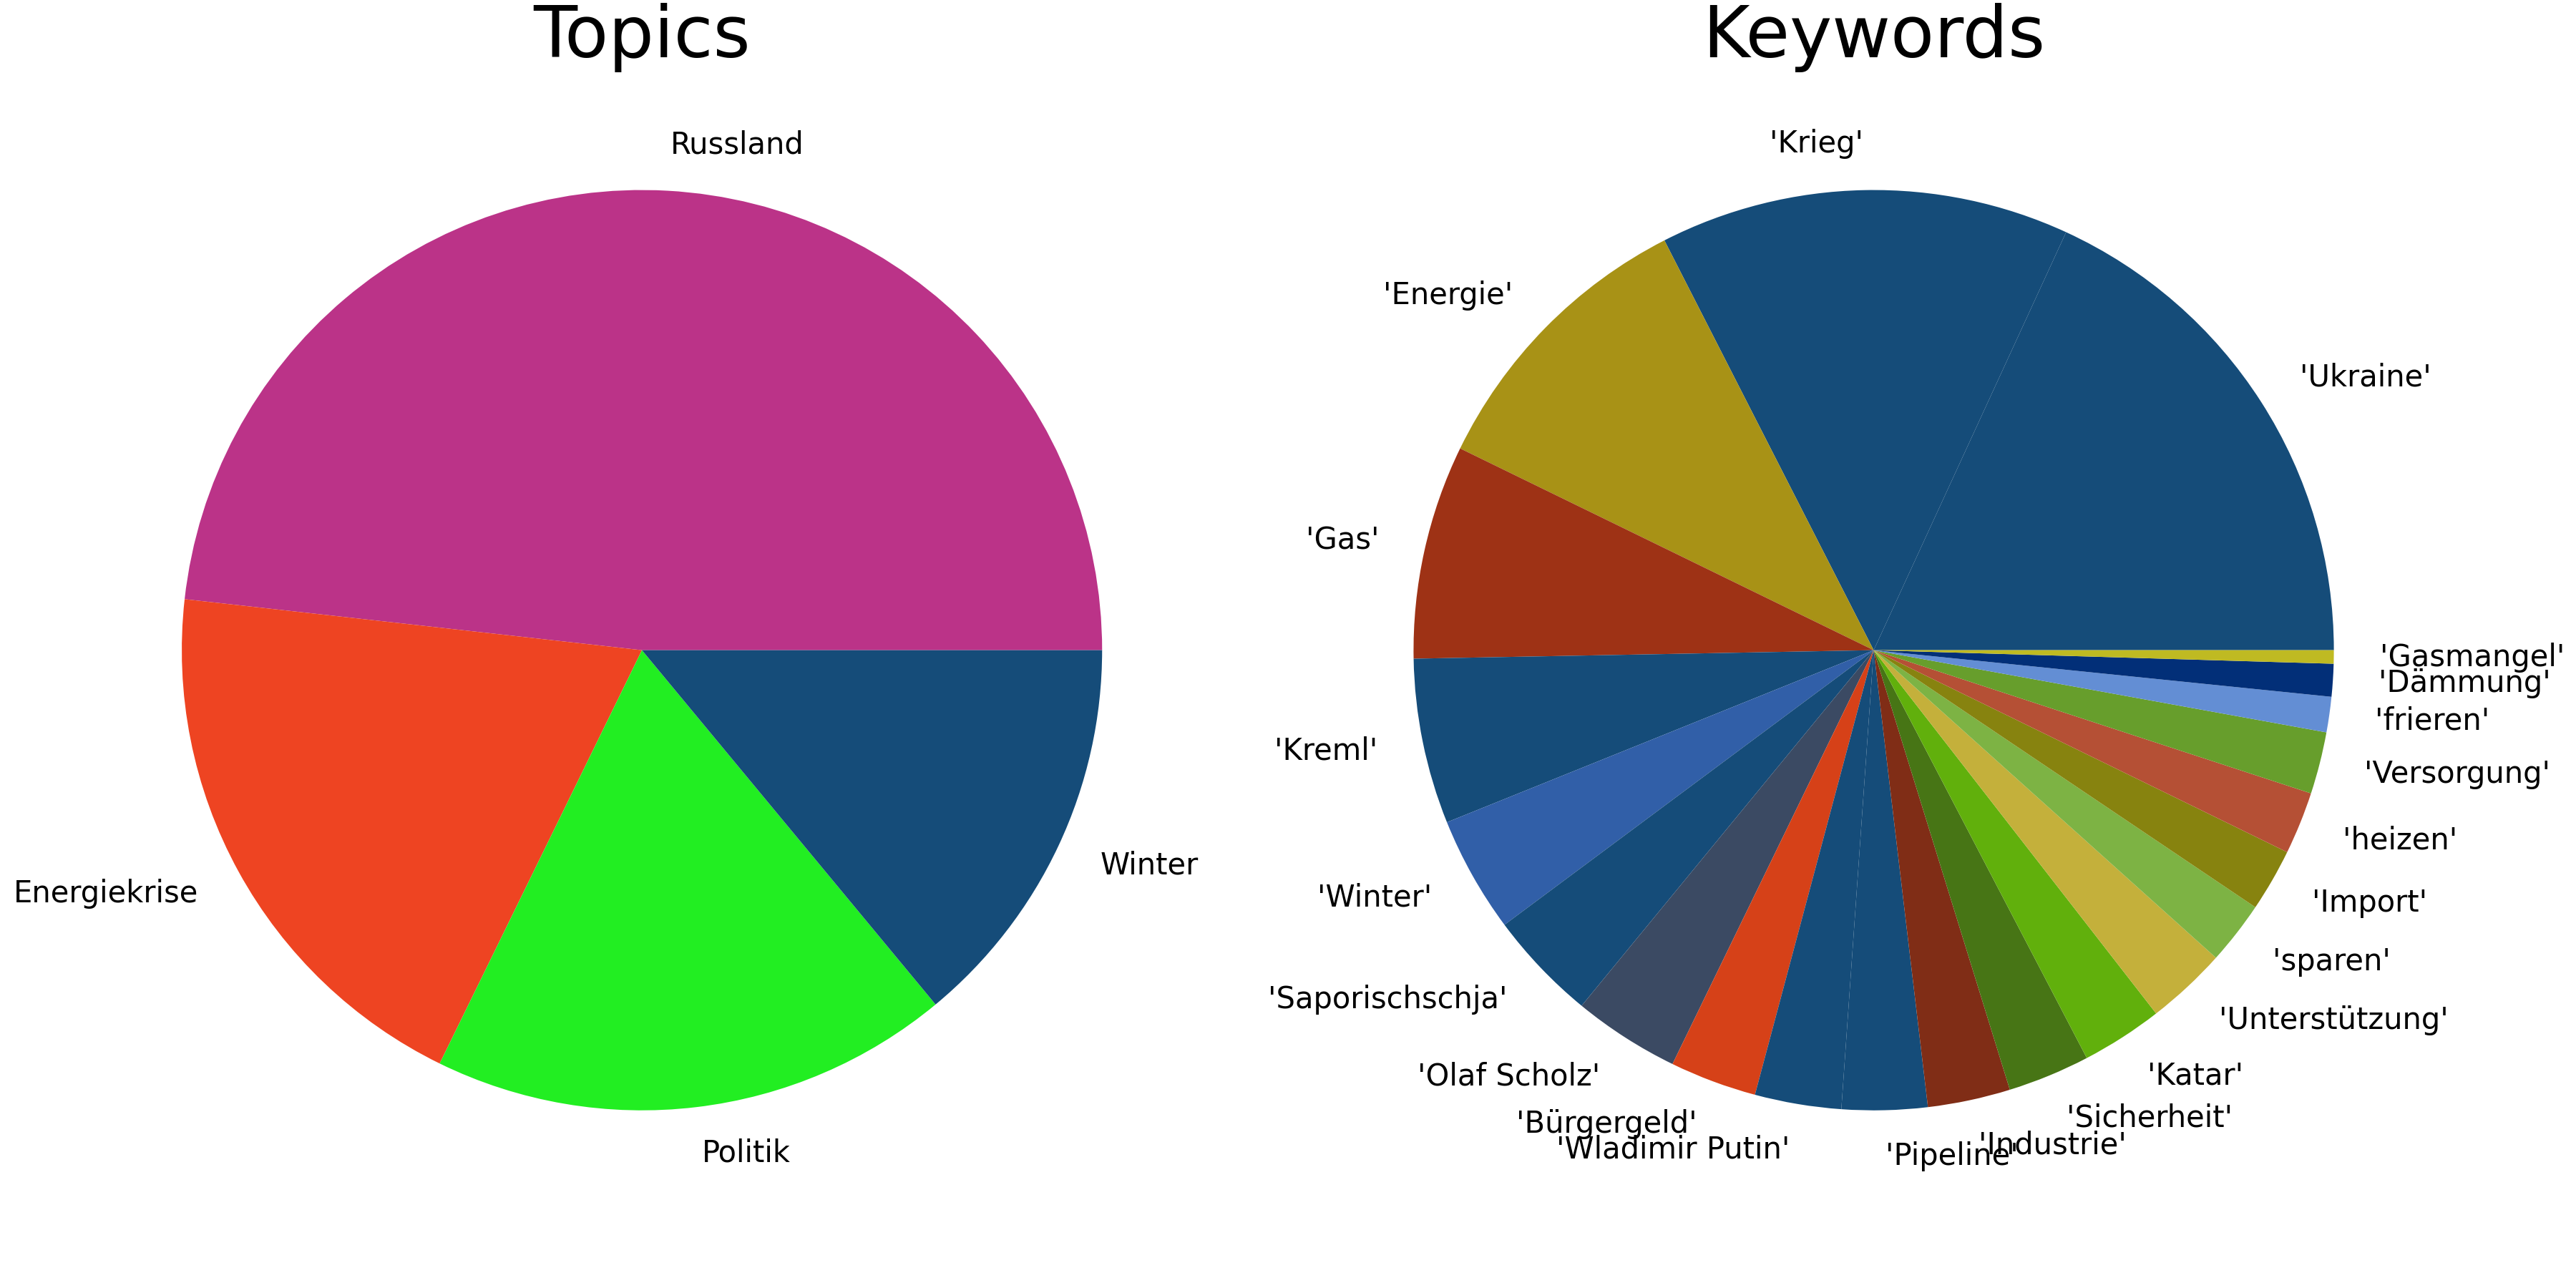 Topics
Russland
Energiekrise
Politik
Winter
Keywords
'Ukraine'
'Krieg'
'Energie'
'Gas'
'Kreml'
'Winter'
'Saporischschja'
'Olaf Scholz'
'Bürgergeld'
'Wladimir Putin'
'Pipeline'
'Industrie'
'Sicherheit'
'Katar'
'Unterstützung'
'sparen'
'Import'
'heizen'
'Versorgung'
'frieren'
'Dämmung'
'Gasmangel'